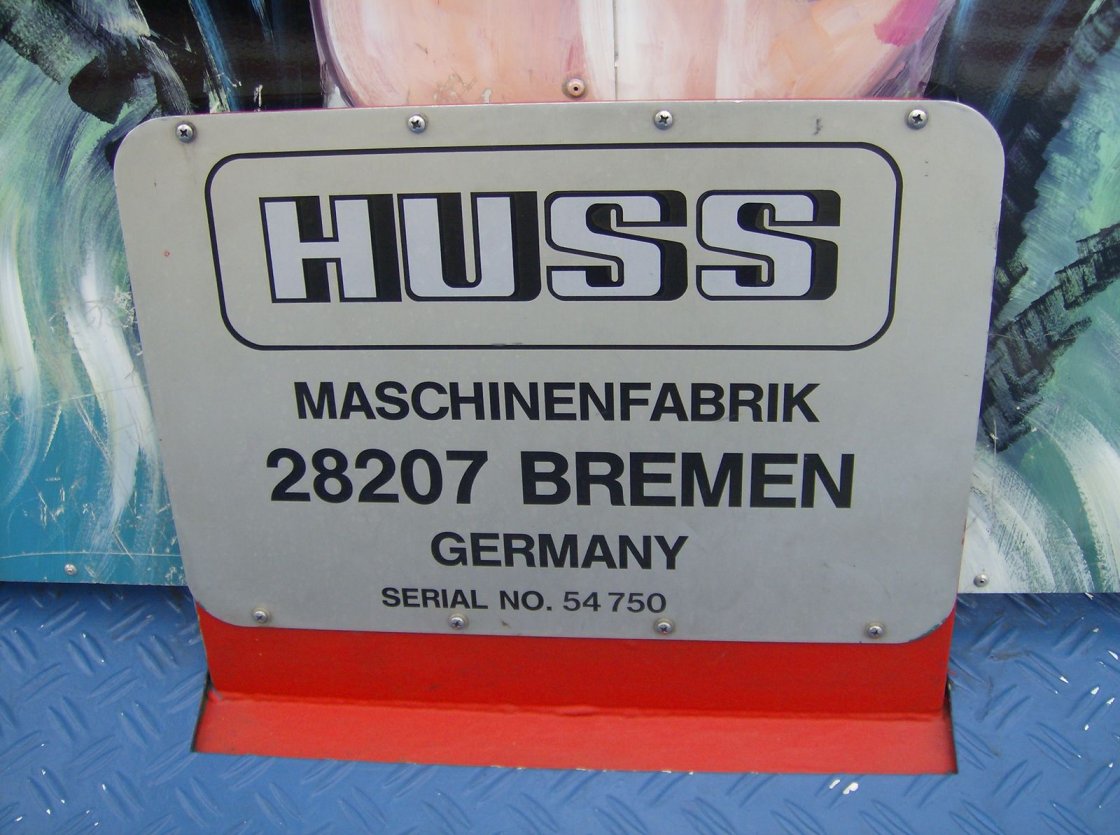 HUSS
MASCHINENFABRIK
28207 BREMEN
GERMANY
SERIAL NO. 54 750